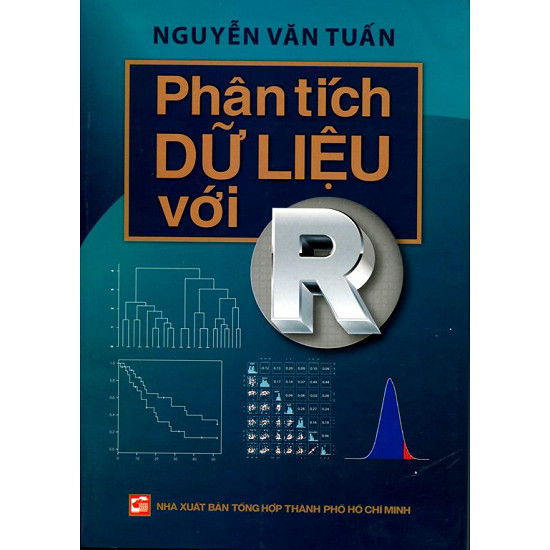 NGUYỄN VĂN TUẤN
Phân tích
DỮ LIỆU
với
R
NHÀ XUẤT BẢN TỔNG HỢP THÀNH PHỐ HỒ CHÍ MINH